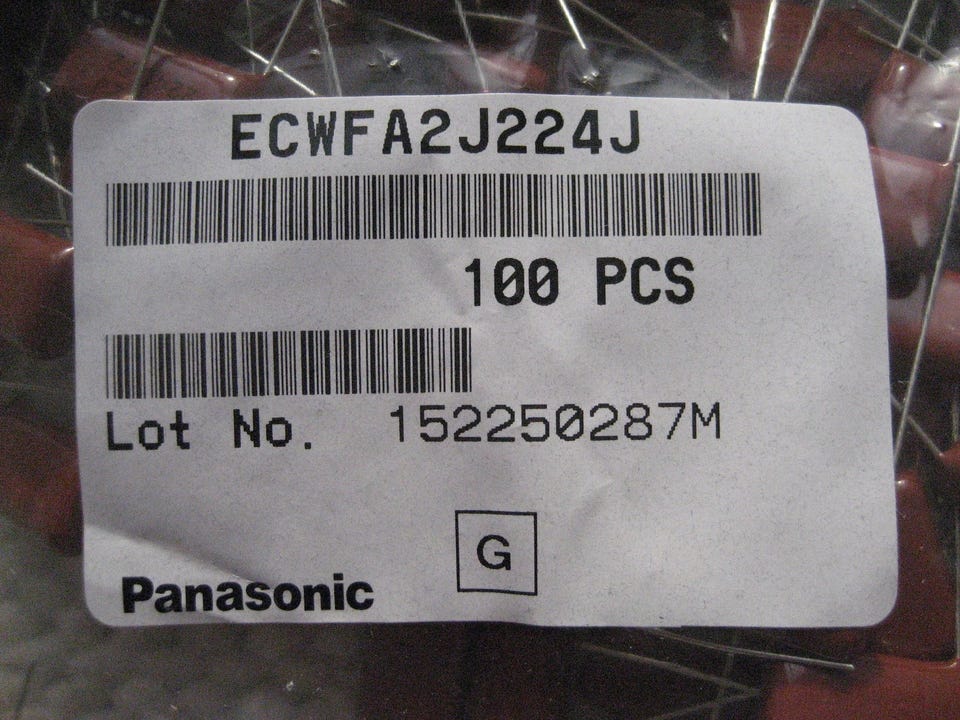 ECWFA2J224J
100 PCS
Lot No. 152250287M
G
Panasonic